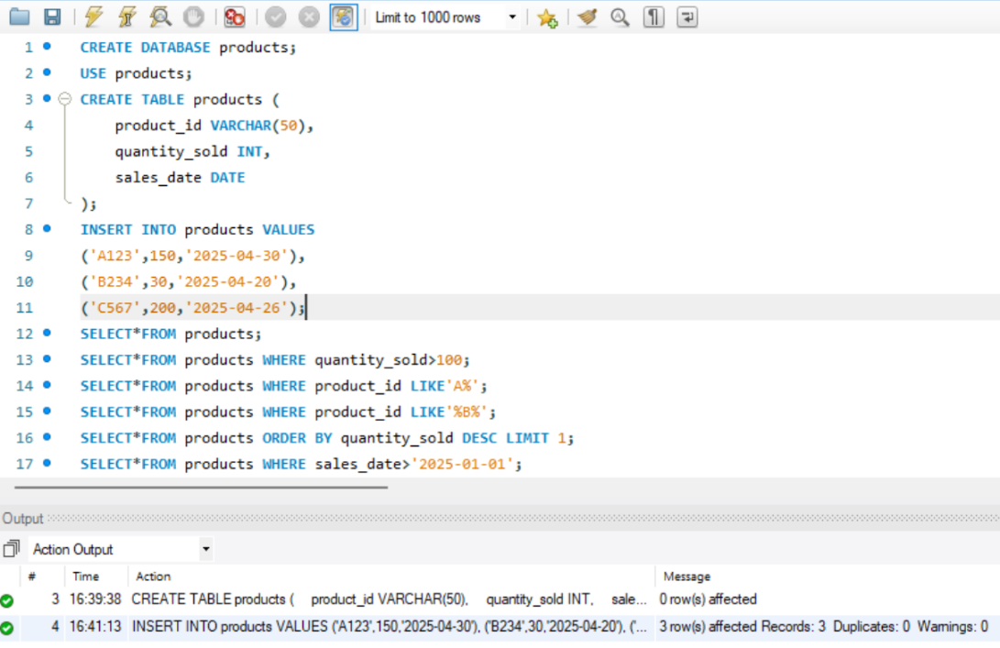 Limit to 1000 rows
1 CREATE DATABASE products;
2 USE products;
3 CREATE TABLE products (
4 product_id VARCHAR(50),
5 quantity_sold INT,
6 sales_date DATE
7 );
8 INSERT INTO products VALUES
9 ('A123',150,'2025-04-30'),
10 ('B234',30,'2025-04-20'),
11 ('C567',200,'2025-04-26');
12 SELECT*FROM products;
13 SELECT*FROM products WHERE quantity_sold>100;
14 SELECT*FROM products WHERE product_id LIKE'A%';
15 SELECT*FROM products WHERE product_id LIKE'%B%';
16 SELECT*FROM products ORDER BY quantity_sold DESC LIMIT 1;
17 SELECT*FROM products WHERE sales_date>'2025-01-01';
Output
Action Output
# Time Action Message
3 16:39:38 CREATE TABLE products ( product_id VARCHAR(50), quantity_sold INT, sale... 0 row(s) affected
4 16:41:13 INSERT INTO products VALUES ('A123',150,'2025-04-30'), ('B234',30,'2025-04-20'), ('... 3 row(s) affected Records: 3 Duplicates: 0 Warnings: 0